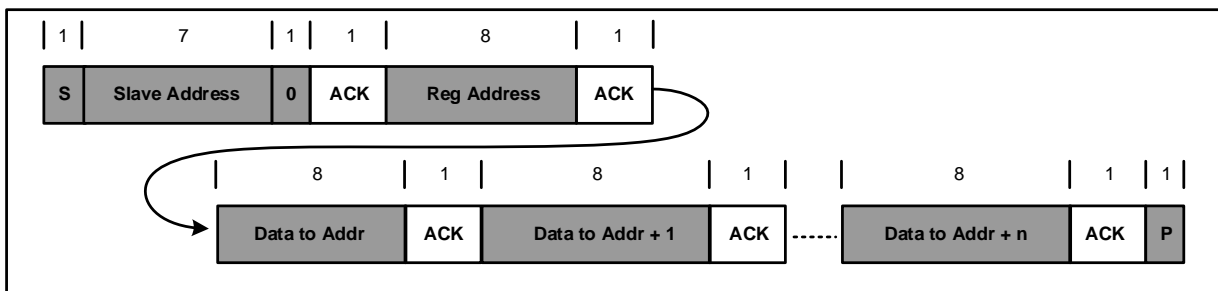 1 7 1 1 8 1
S Slave Address 0 ACK Reg Address ACK
8 1 8 1 8 1 1
Data to Addr ACK Data to Addr + 1 ACK Data to Addr + n ACK P